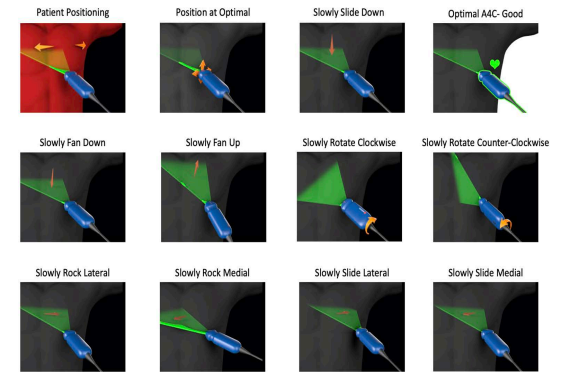 Patient Positioning
Position at Optimal
Slowly Slide Down
Optimal A4C- Good
Slowly Fan Down
Slowly Fan Up
Slowly Rotate Clockwise
Slowly Rotate Counter-Clockwise
Slowly Rock Lateral
Slowly Rock Medial
Slowly Slide Lateral
Slowly Slide Medial